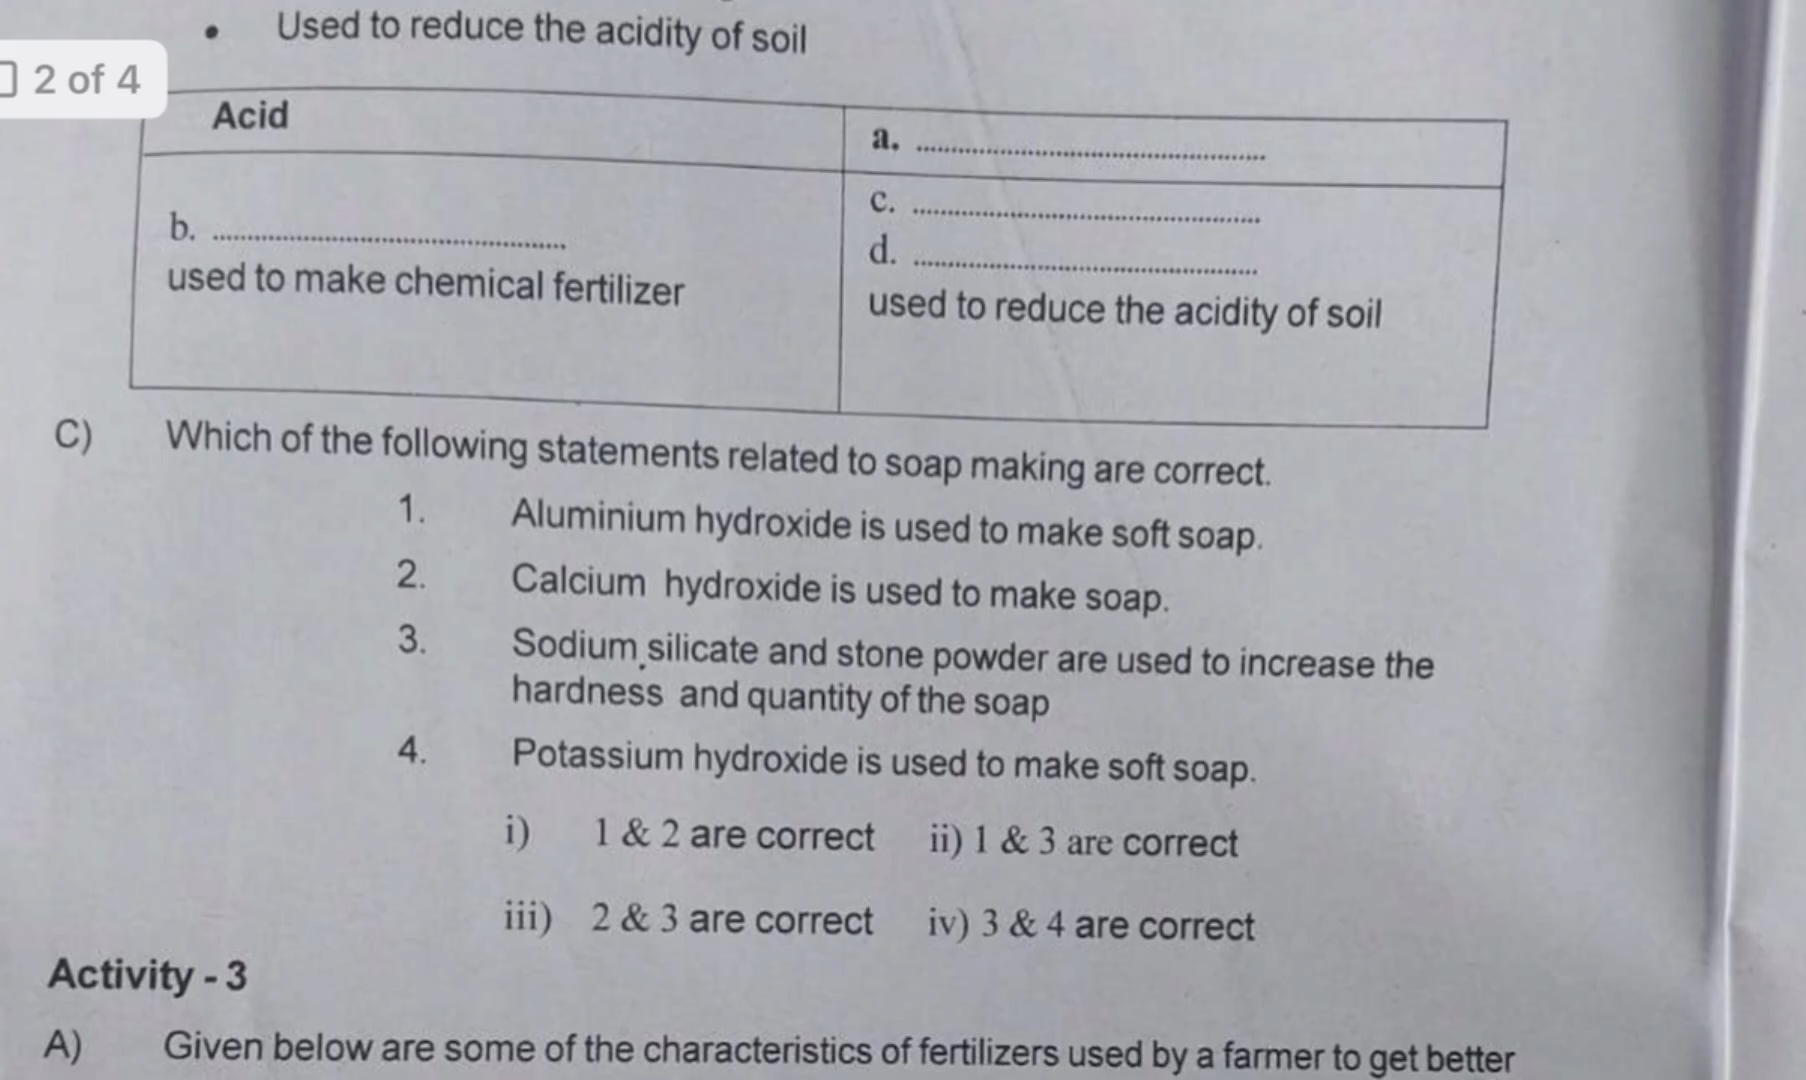 • Used to reduce the acidity of soil
2 of 4
Acid
a. ........................................
b. ........................................
used to make chemical fertilizer
c. ........................................
d. ........................................
used to reduce the acidity of soil
C) Which of the following statements related to soap making are correct.
1. Aluminium hydroxide is used to make soft soap.
2. Calcium hydroxide is used to make soap.
3. Sodium silicate and stone powder are used to increase the
hardness and quantity of the soap
4. Potassium hydroxide is used to make soft soap.
i) 1 & 2 are correct ii) 1 & 3 are correct
iii) 2 & 3 are correct iv) 3 & 4 are correct
Activity - 3
A) Given below are some of the characteristics of fertilizers used by a farmer to get better